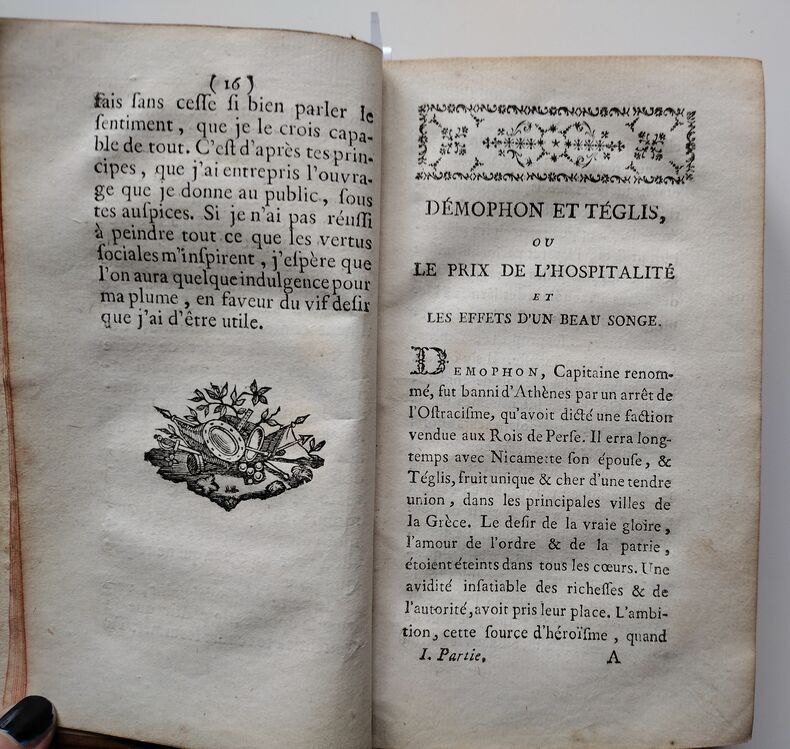 ( 16 )
ſais ſans ceſſe ſi bien parler le
ſentiment, que je le crois capa-
ble de tout. C'eſt d'après tes prin-
cipes, que j'ai entrepris l'ouvra-
ge que je donne au public, ſous
tes auſpices. Si je n'ai pas réuſſi
à peindre tout ce que les vertus
ſociales m'inſpirent, j'eſpère que
l'on aura quelque indulgence pour
ma plume, en faveur du vif deſir
que j'ai d'être utile.
DÉMOPHON ET TÉGLIS,
OU
LE PRIX DE L'HOSPITALITÉ
ET
LES EFFETS D'UN BEAU SONGE.
DEMOPHON, Capitaine renom-
mé, fut banni d'Athènes par un arrêt de
l'Oſtraciſme, qu'avoit dicté une faction
vendue aux Rois de Perſe. Il erra long-
temps avec Nicamette ſon épouſe, &
Téglis, fruit unique & cher d'une tendre
union, dans les principales villes de
la Grèce. Le deſir de la vraie gloire,
l'amour de l'ordre & de la patrie,
étoient éteints dans tous les cœurs. Une
avidité inſatiable des richeſſes & de
l'autorité, avoit pris leur place. L'ambi-
tion, cette ſource d'héroïſme, quand
I. Partie. A